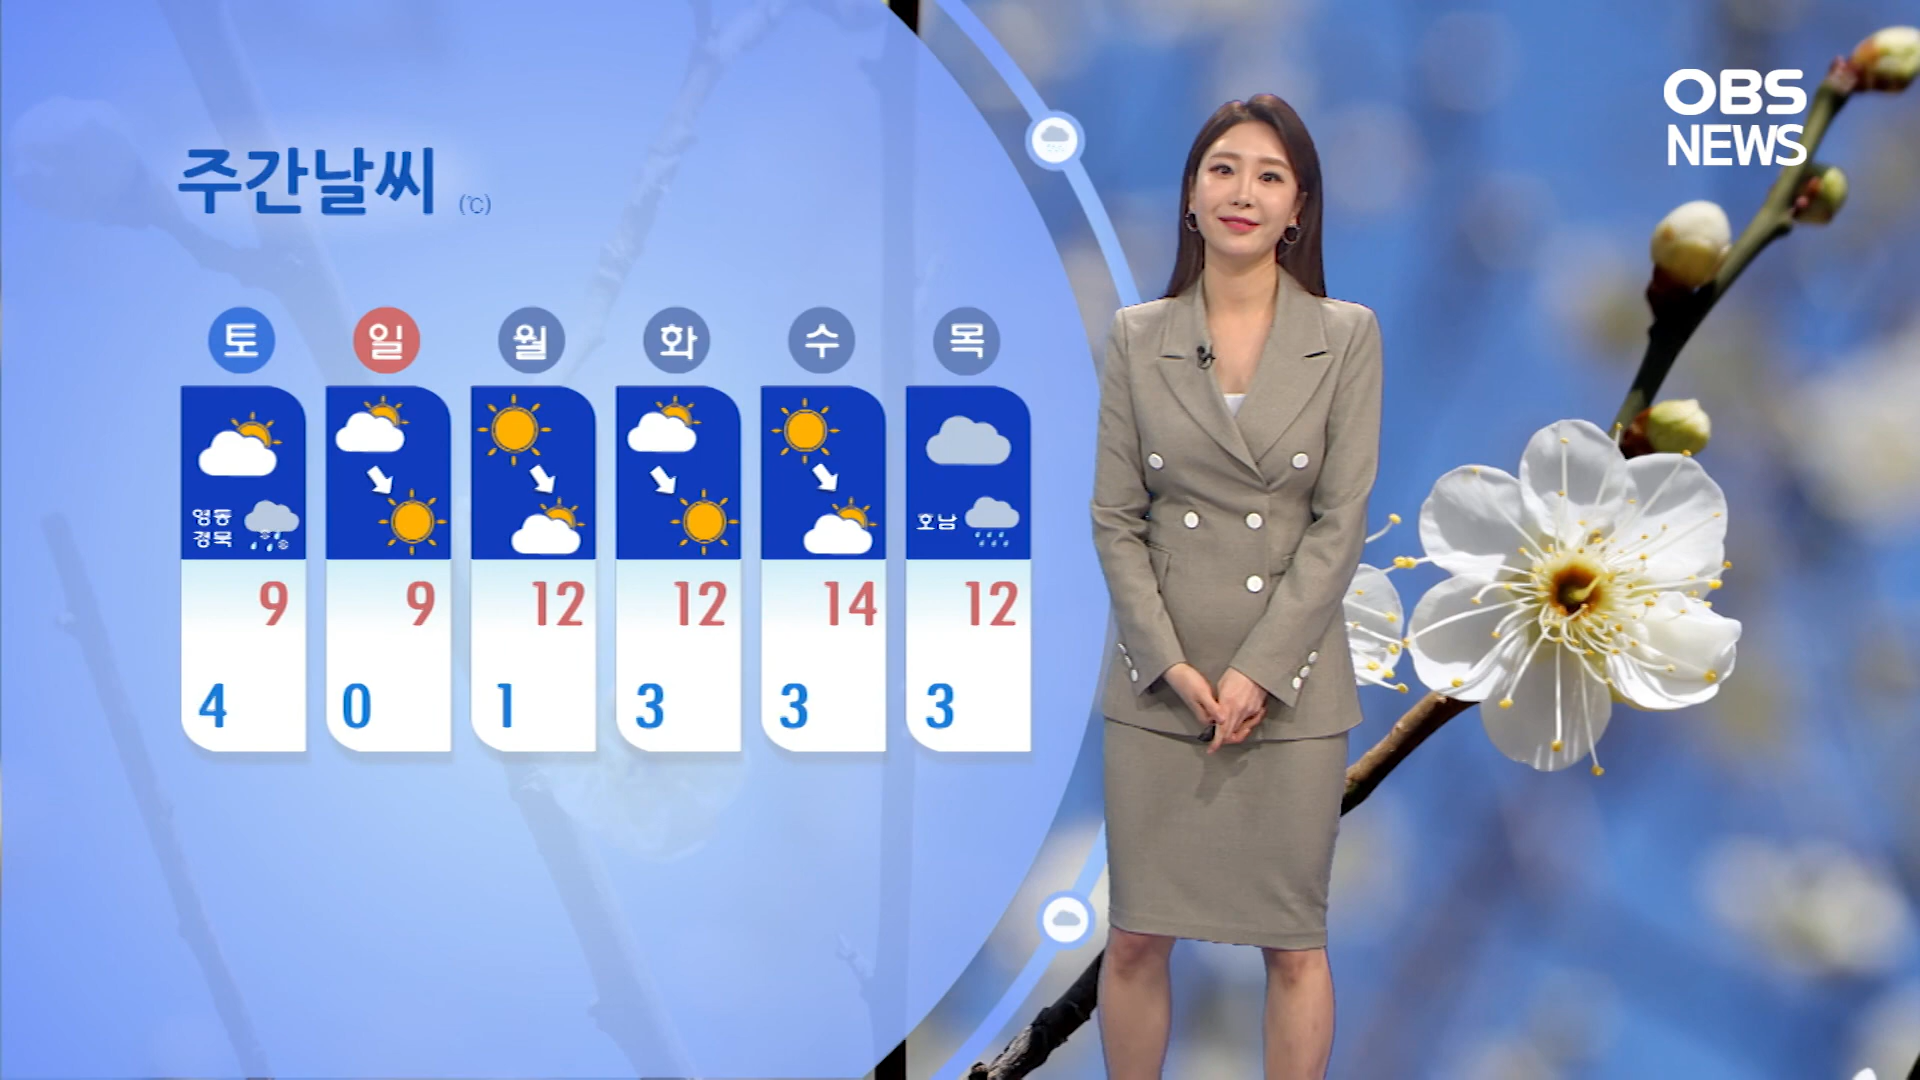 OBS
NEWS
주간날씨 (℃)
토 일 월 화 수 목
영동
경북
호남
9 9 12 12 14 12
4 0 1 3 3 3